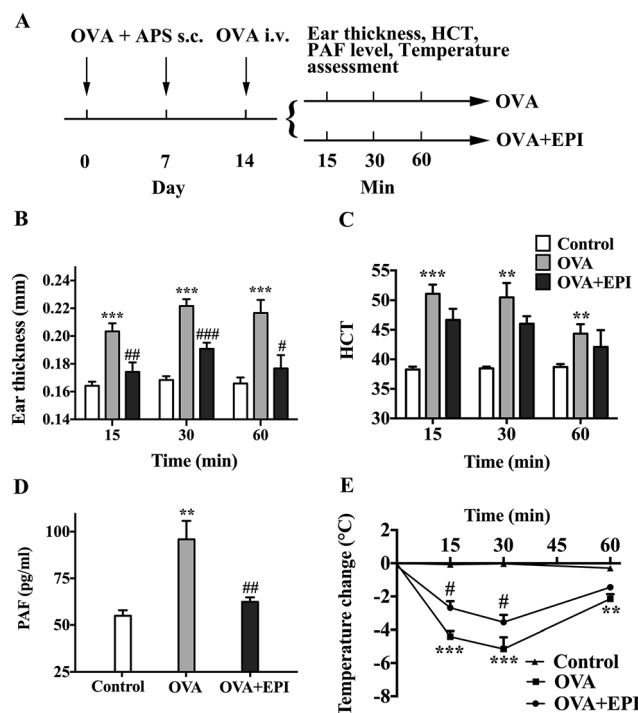 A
OVA + APS s.c. OVA i.v.
Ear thickness, HCT,
PAF level, Temperature
assessment
OVA
OVA+EPI
0 7 14 15 30 60
Day Min
B
Ear thickness (mm)
0.24
0.22
0.20
0.18
0.16
0.14
***
##
***
###
***
#
15 30 60
Time (min)
C
Control
OVA
OVA+EPI
HCT
55
50
45
40
35
30
***
**
**
15 30 60
Time (min)
D
PAF (pg/ml)
100
75
50
25
**
##
Control OVA OVA+EPI
E
Time (min)
15 30 45 60
Temperature change (°C)
0
-2
-4
-6
-8
#
#
***
***
**
Control
OVA
OVA+EPI